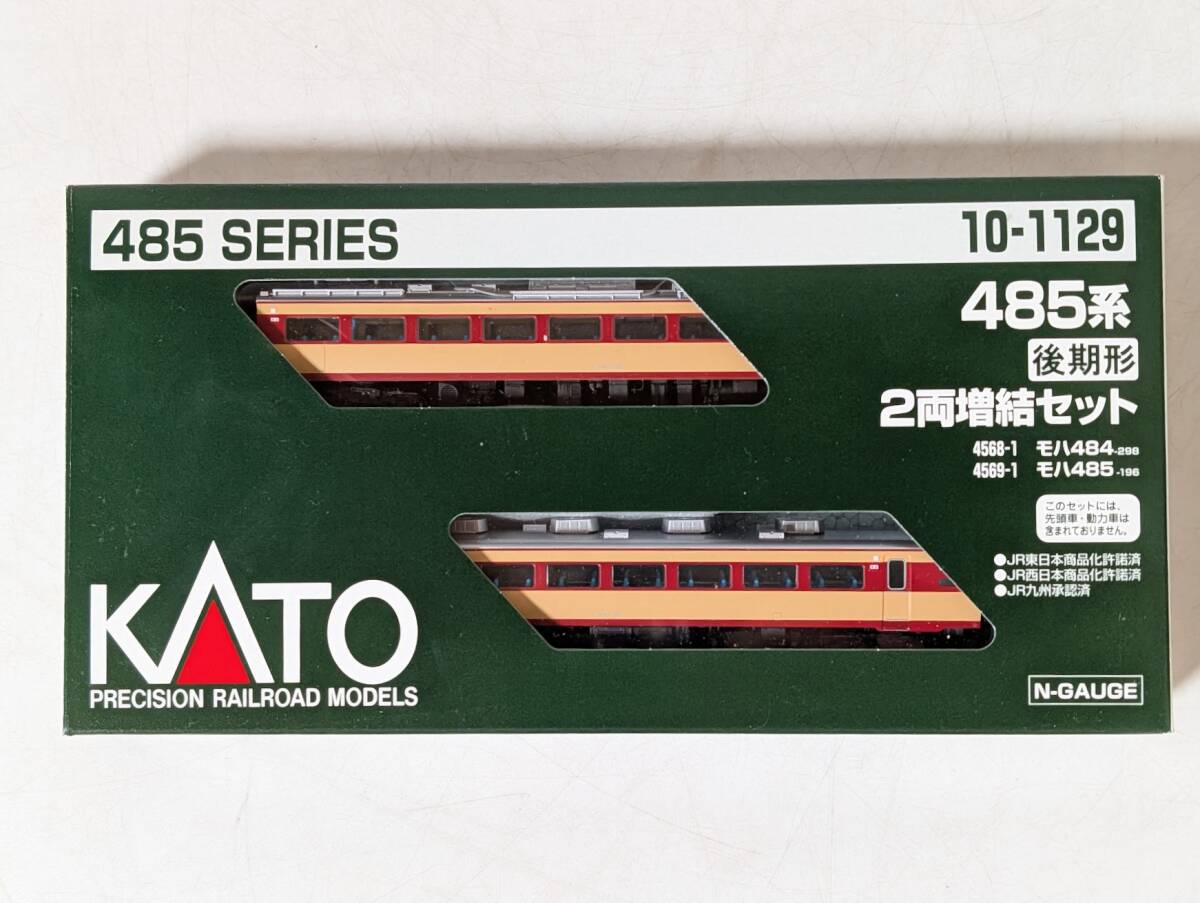 485 SERIES
10-1129
485系
後期形
2両増結セット
4568-1 モハ484-298
4569-1 モハ485-196
このセットには、
先頭車・動力車は
含まれておりません。
●JR東日本商品化許諾済
●JR西日本商品化許諾済
●JR九州承認済
KATO
PRECISION RAILROAD MODELS
N-GAUGE